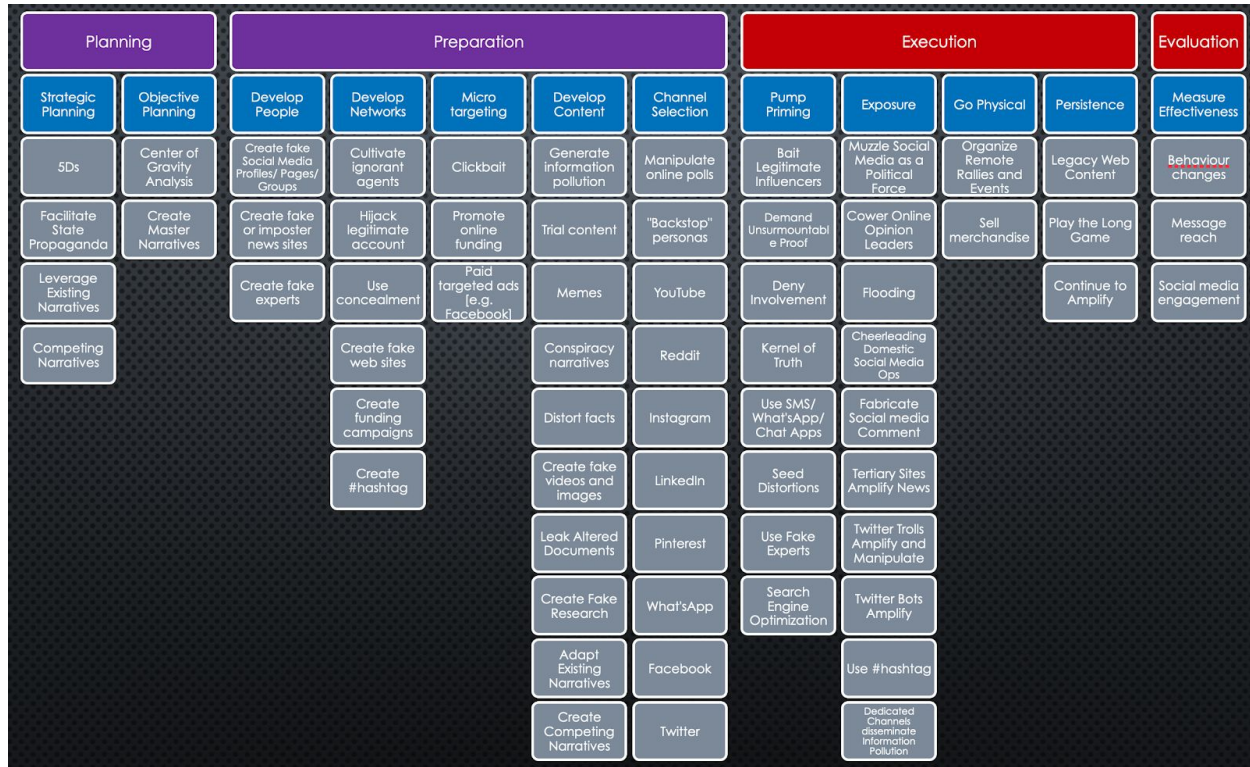 Planning
Preparation
Execution
Evaluation
Strategic
Planning
Objective
Planning
Develop
People
Develop
Networks
Micro
targeting
Develop
Content
Channel
Selection
Pump
Priming
Exposure
Go Physical
Persistence
Measure
Effectiveness
5Ds
Facilitate
State
Propaganda
Leverage
Existing
Narratives
Competing
Narratives
Center of
Gravity
Analysis
Create
Master
Narratives
Create fake
Social Media
Profiles/ Pages/
Groups
Create fake
or imposter
news sites
Create fake
experts
Cultivate
ignorant
agents
Hijack
legitimate
account
Use
concealment
Create fake
web sites
Create
funding
campaigns
Create
#hashtag
Clickbait
Promote
online
funding
Paid
targeted ads
[e.g.
Facebook]
Generate
information
pollution
Trial content
Memes
Conspiracy
narratives
Distort facts
Create fake
videos and
images
Leak Altered
Documents
Create Fake
Research
Adapt
Existing
Narratives
Create
Competing
Narratives
Manipulate
online polls
"Backstop"
personas
YouTube
Reddit
Instagram
LinkedIn
Pinterest
What'sApp
Facebook
Twitter
Bait
Legitimate
Influencers
Demand
Unsurmountabl
e Proof
Deny
Involvement
Kernel of
Truth
Use SMS/
What'sApp/
Chat Apps
Seed
Distortions
Use Fake
Experts
Search
Engine
Optimization
Muzzle Social
Media as a
Political
Force
Cower Online
Opinion
Leaders
Flooding
Cheerleading
Domestic
Social Media
Ops
Fabricate
Social media
Comment
Tertiary Sites
Amplify News
Twitter Trolls
Amplify and
Manipulate
Twitter Bots
Amplify
Use #hashtag
Dedicated
Channels
disseminate
Information
Pollution
Organize
Remote
Rallies and
Events
Sell
merchandise
Legacy Web
Content
Play the Long
Game
Continue to
Amplify
Behaviour
changes
Message
reach
Social media
engagement